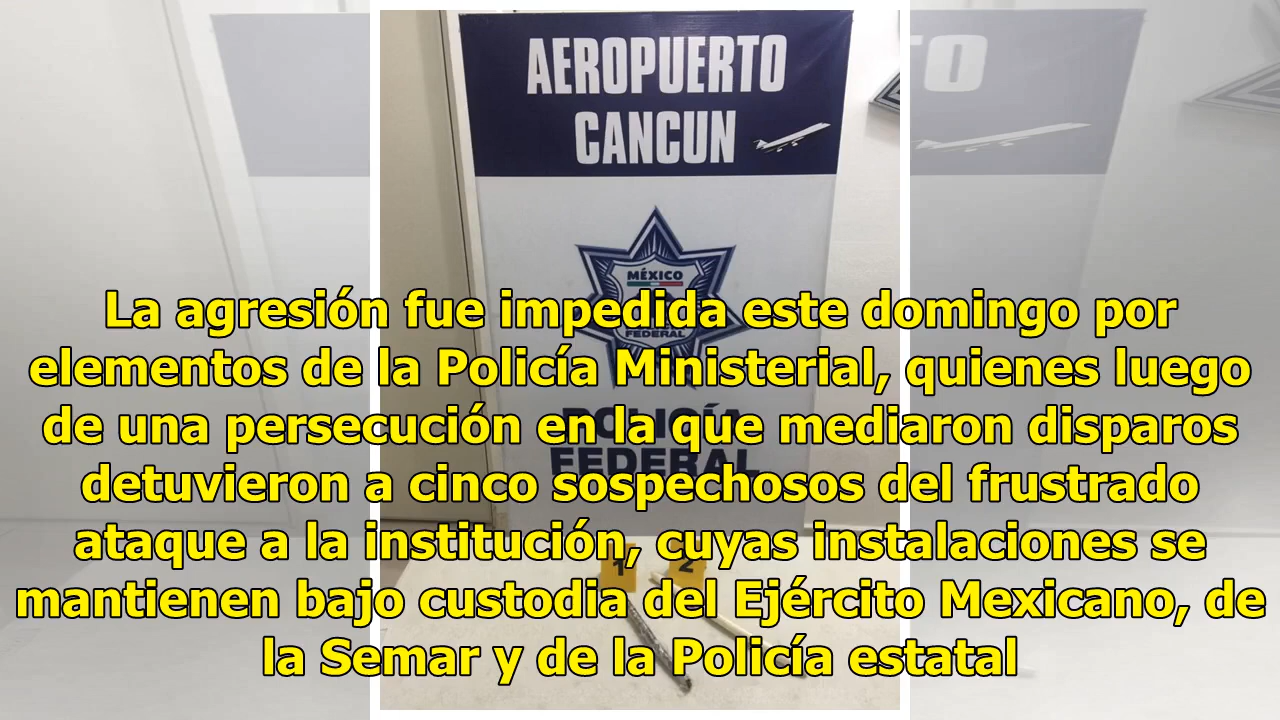 AEROPUERTO
CANCUN
TO
MÉXICO
FEDERAL
POLICÍA
FEDERAL
La agresión fue impedida este domingo por
elementos de la Policía Ministerial, quienes luego
de una persecución en la que mediaron disparos
detuvieron a cinco sospechosos del frustrado
ataque a la institución, cuyas instalaciones se
mantienen bajo custodia del Ejército Mexicano, de
la Semar y de la Policía estatal
1
2